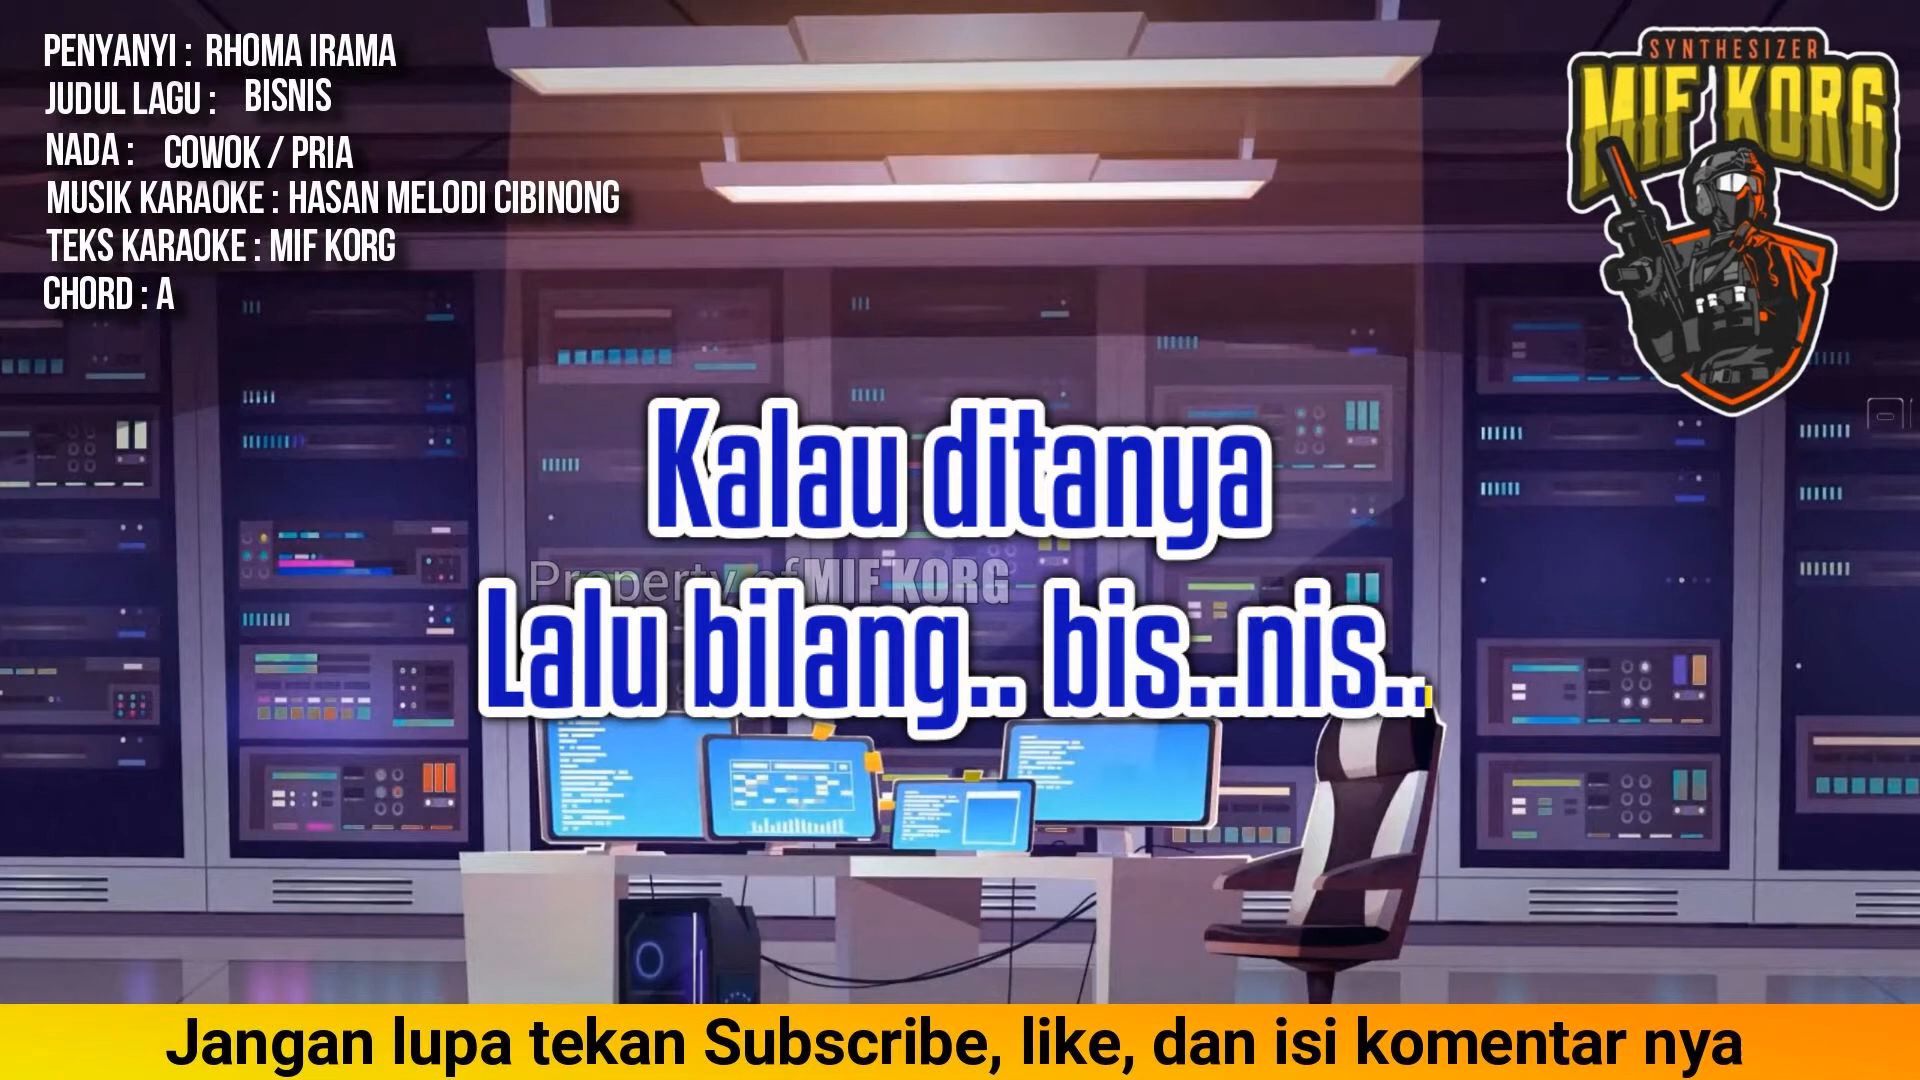 PENYANYI : RHOMA IRAMA
JUDUL LAGU : BISNIS
NADA : COWOK / PRIA
MUSIK KARAOKE : HASAN MELODI CIBINONG
TEKS KARAOKE : MIF KORG
CHORD : A
SYNTHESIZER
MIF KORG
Kalau ditanya
Property of MIF KORG
Lalu bilang.. bis..nis..
Jangan lupa tekan Subscribe, like, dan isi komentar nya